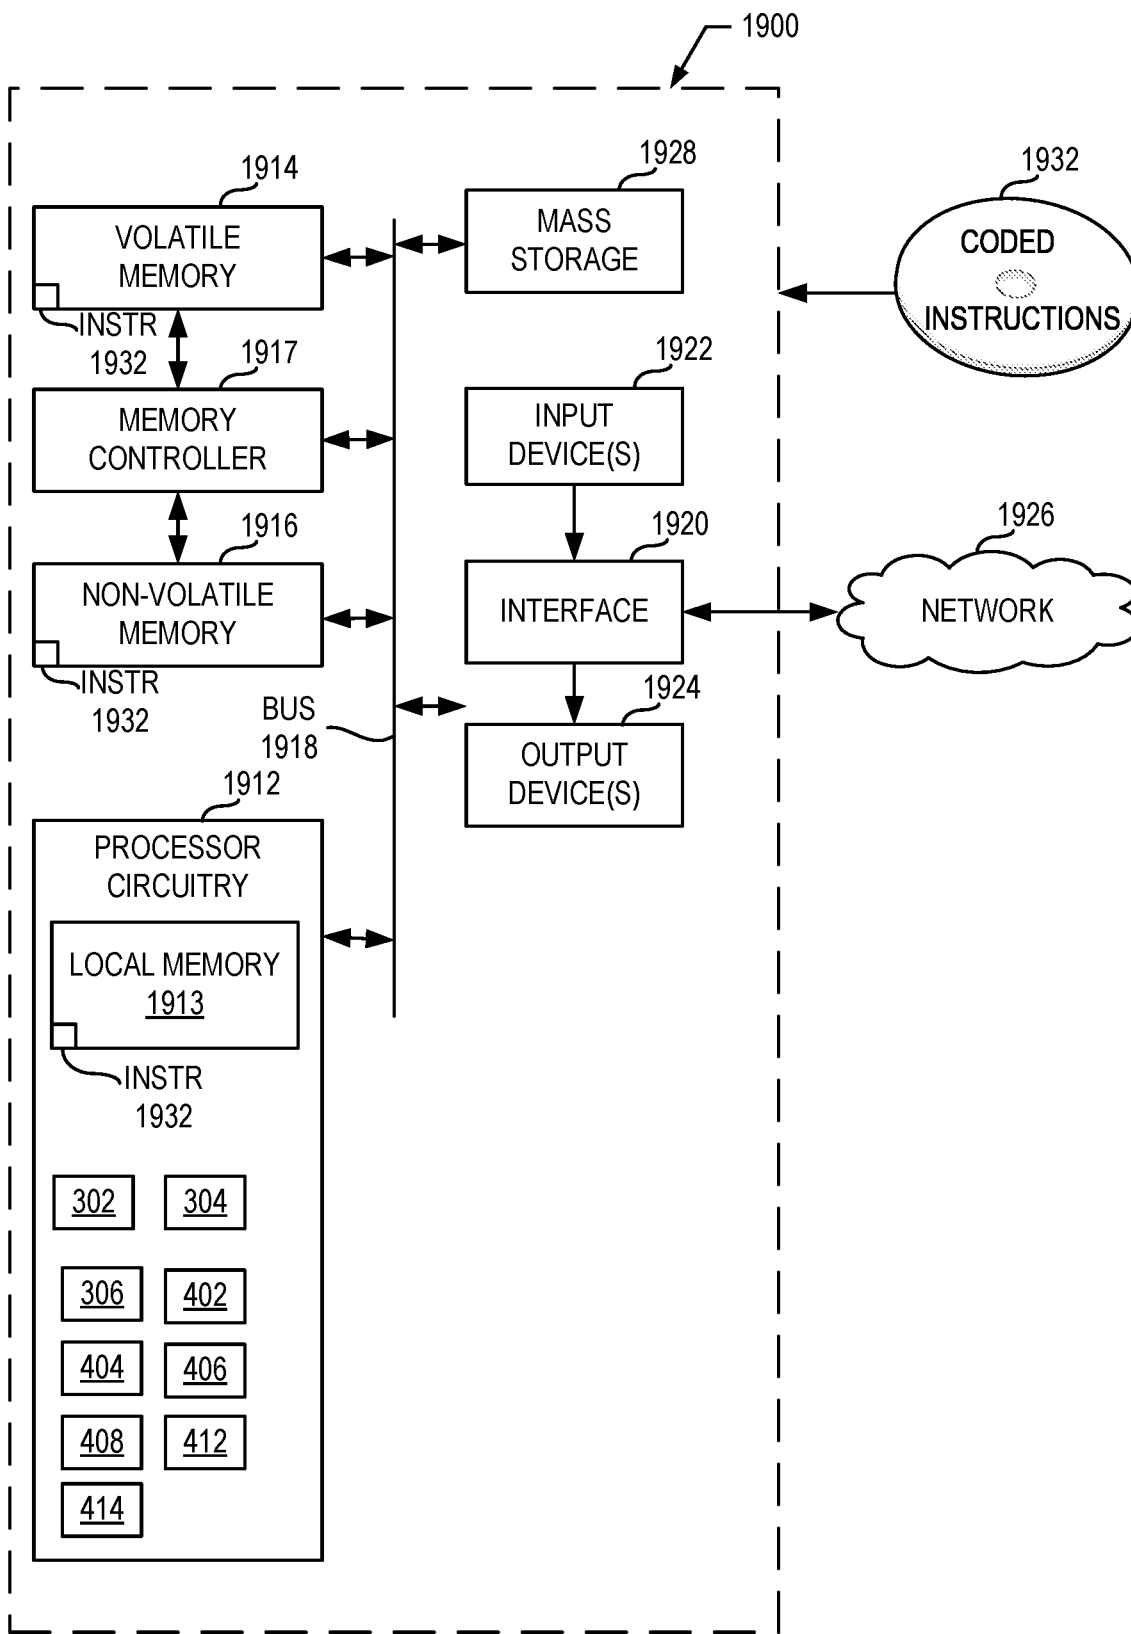 1900
1914
VOLATILE
MEMORY
INSTR
1932
1928
MASS
STORAGE
1932
CODED
INSTRUCTIONS
1917
MEMORY
CONTROLLER
1922
INPUT
DEVICE(S)
1916
NON-VOLATILE
MEMORY
INSTR
1932
1920
INTERFACE
1926
NETWORK
BUS
1918
1924
OUTPUT
DEVICE(S)
1912
PROCESSOR
CIRCUITRY
LOCAL MEMORY
1913
INSTR
1932
302 304
306 402
404 406
408 412
414